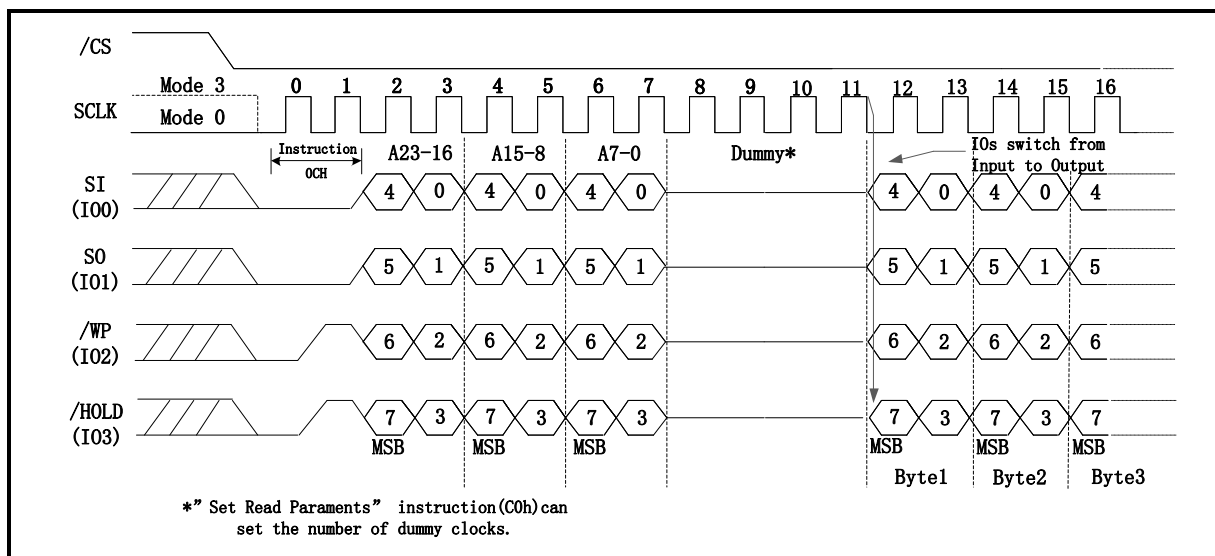 /CS
Mode 3
0 1 2 3 4 5 6 7 8 9 10 11 12 13 14 15 16
SCLK
Mode 0
Instruction
0CH
A23-16
A15-8
A7-0
Dummy*
IOs switch from
Input to Output
SI
(IO0)
4 0 4 0 4 0 4 0 4 0 4
SO
(IO1)
5 1 5 1 5 1 5 1 5 1 5
/WP
(IO2)
6 2 6 2 6 2 6 2 6 2 6
/HOLD
(IO3)
7 3 7 3 7 3 7 3 7 3 7
MSB MSB MSB MSB MSB MSB
Byte1 Byte2 Byte3
*” Set Read Paraments” instruction(C0h)can
set the number of dummy clocks.